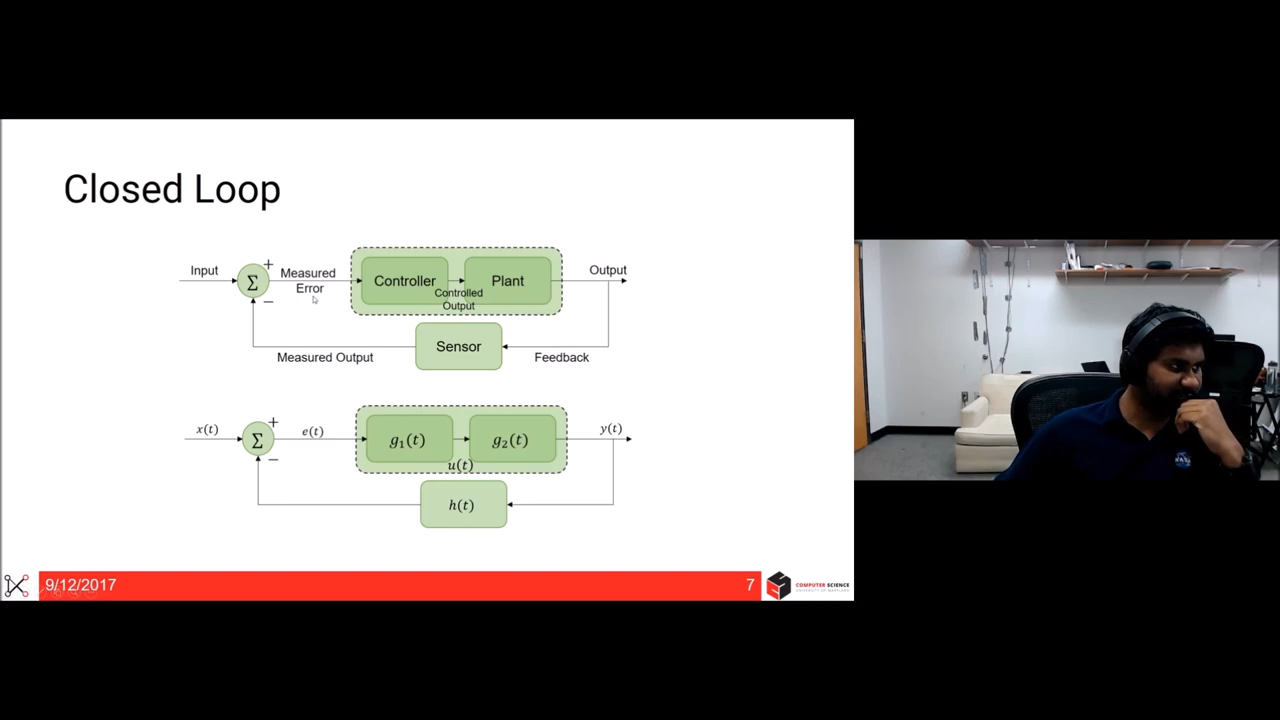 Closed Loop
Input
Σ
+
−
Measured
Error
Controller
Plant
Controlled
Output
Output
Sensor
Measured Output
Feedback
x(t)
Σ
+
−
e(t)
g₁(t)
g₂(t)
u(t)
y(t)
h(t)
9/12/2017
7
COMPUTER SCIENCE
UNIVERSITY OF MARYLAND
NASA